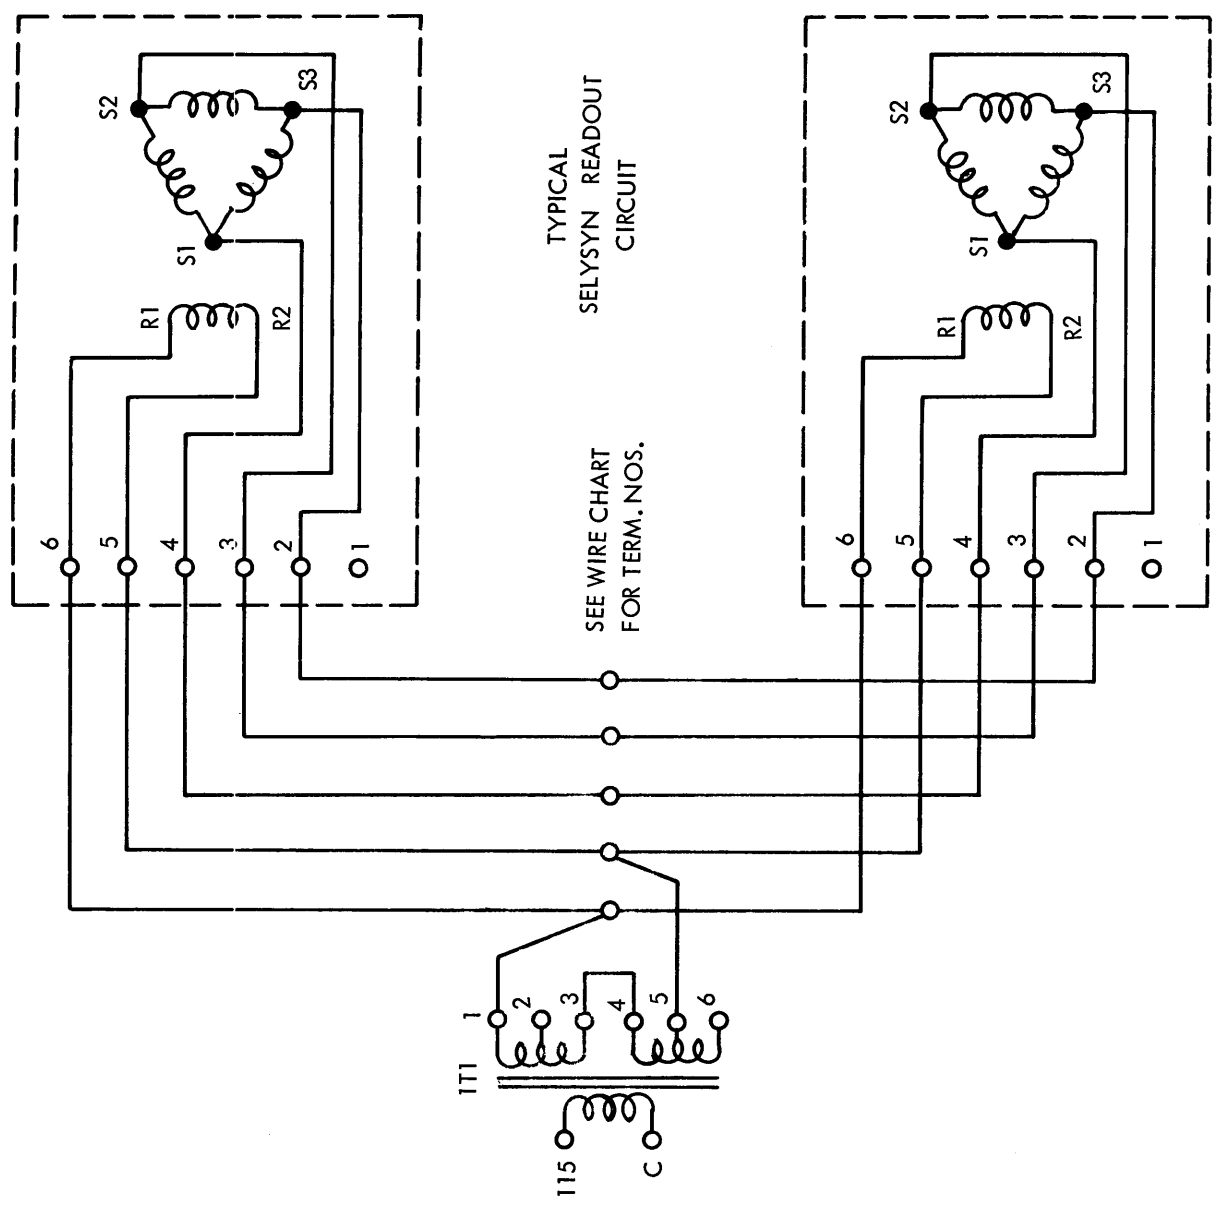 S2
S3
S1
R1
R2
6
5
4
3
2
1
TYPICAL
SELYSYN READOUT
CIRCUIT
SEE WIRE CHART
FOR TERM. NOS.
S2
S3
S1
R1
R2
6
5
4
3
2
1
1
2
3
4
5
6
1T1
115
C